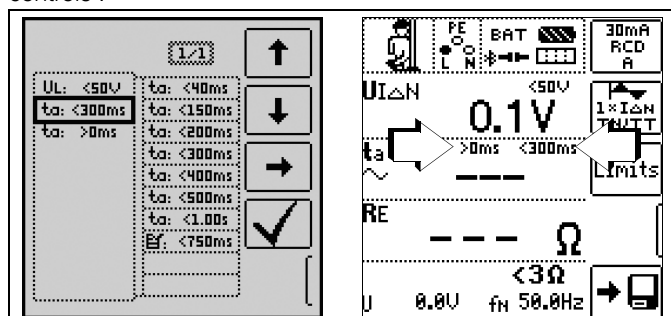 [1/1]
UL: <50V
ta: <300ms
ta: >0ms
ta: <40ms
ta: <150ms
ta: <200ms
ta: <300ms
ta: <400ms
ta: <500ms
ta: <1.00s
: <750ms
PE
L N
BAT
30mA
RCD
A
UI△N
<50V
0.1V
1×I△N
TN/TT
ta
>0ms <300ms
~
---
Limits
RE
--- Ω
<3Ω
U 0.0V fN 50.0Hz